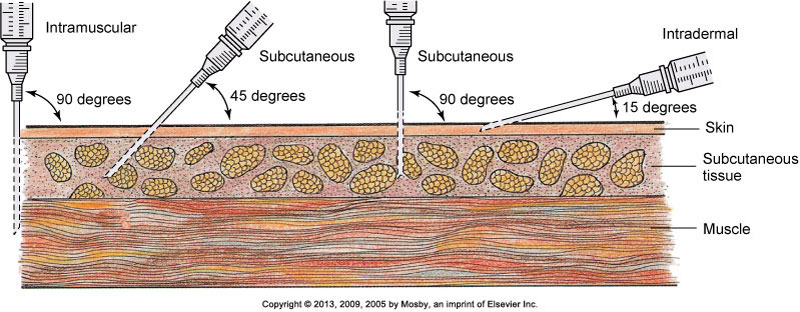 Intramuscular
Subcutaneous
Subcutaneous
Intradermal
90 degrees
45 degrees
90 degrees
15 degrees
Skin
Subcutaneous
tissue
Muscle
Copyright © 2013, 2009, 2005 by Mosby, an imprint of Elsevier Inc.